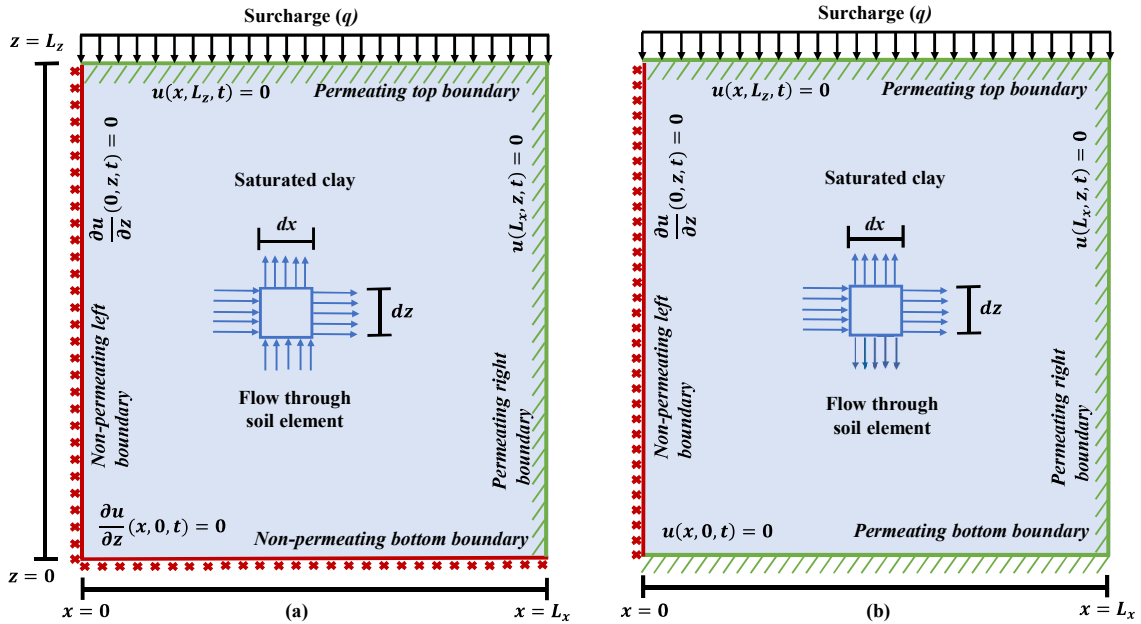 Surcharge (q)
z = L_z
u(x, L_z, t) = 0
Permeating top boundary
∂u/∂z (0, z, t) = 0
u(L_x, z, t) = 0
Saturated clay
dx
dz
Non-permeating left
boundary
Flow through
soil element
Permeating right
boundary
∂u/∂z (x, 0, t) = 0
Non-permeating bottom boundary
z = 0
x = 0
(a)
x = L_x
Surcharge (q)
u(x, L_z, t) = 0
Permeating top boundary
∂u/∂z (0, z, t) = 0
u(L_x, z, t) = 0
Saturated clay
dx
dz
Non-permeating left
boundary
Flow through
soil element
Permeating right
boundary
u(x, 0, t) = 0
Permeating bottom boundary
x = 0
(b)
x = L_x